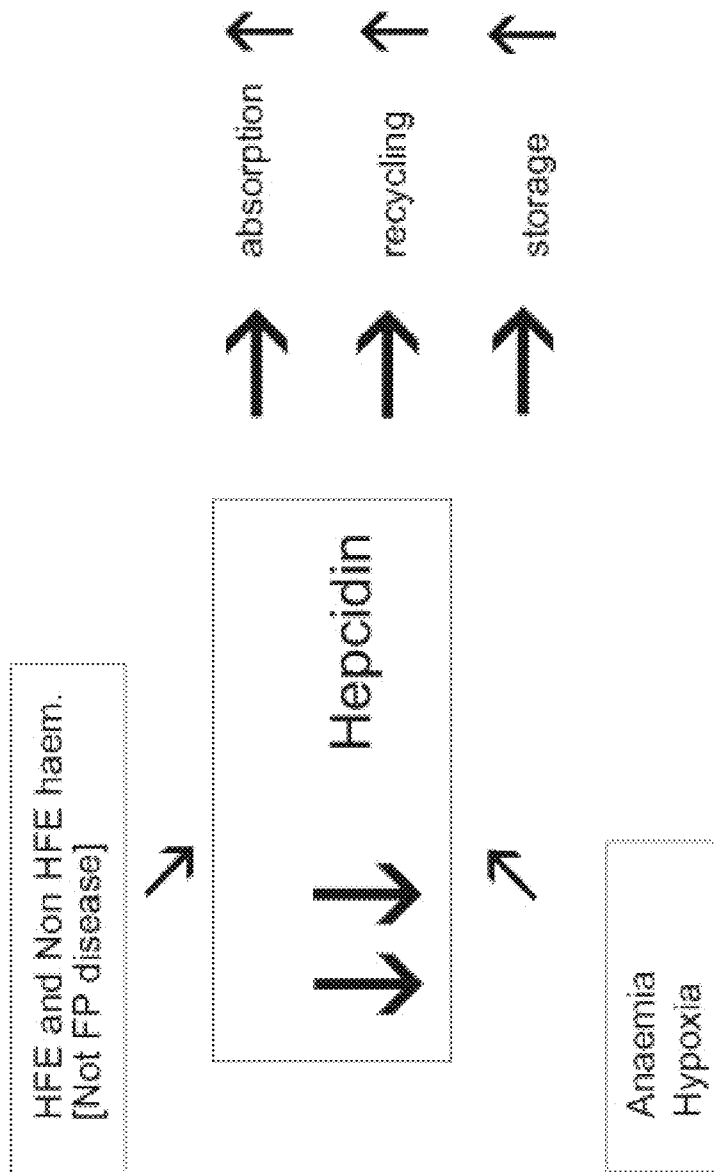 HFE and Non HFE haem.
[Not FP disease]
Hepcidin
Anaemia
Hypoxia
absorption
recycling
storage